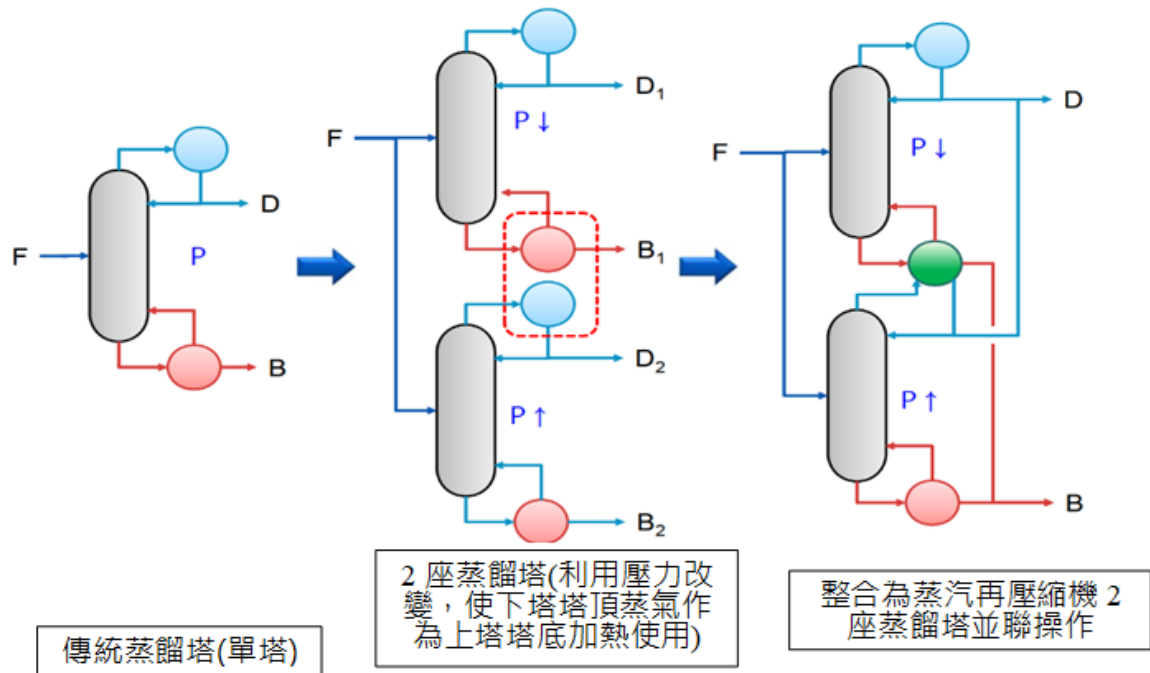 F
D
P
B
傳統蒸餾塔(單塔)
F
D₁
P ↓
B₁
D₂
P ↑
B₂
2 座蒸餾塔(利用壓力改
變，使下塔塔頂蒸氣作
為上塔塔底加熱使用)
F
D
P ↓
P ↑
B
整合為蒸汽再壓縮機 2
座蒸餾塔並聯操作